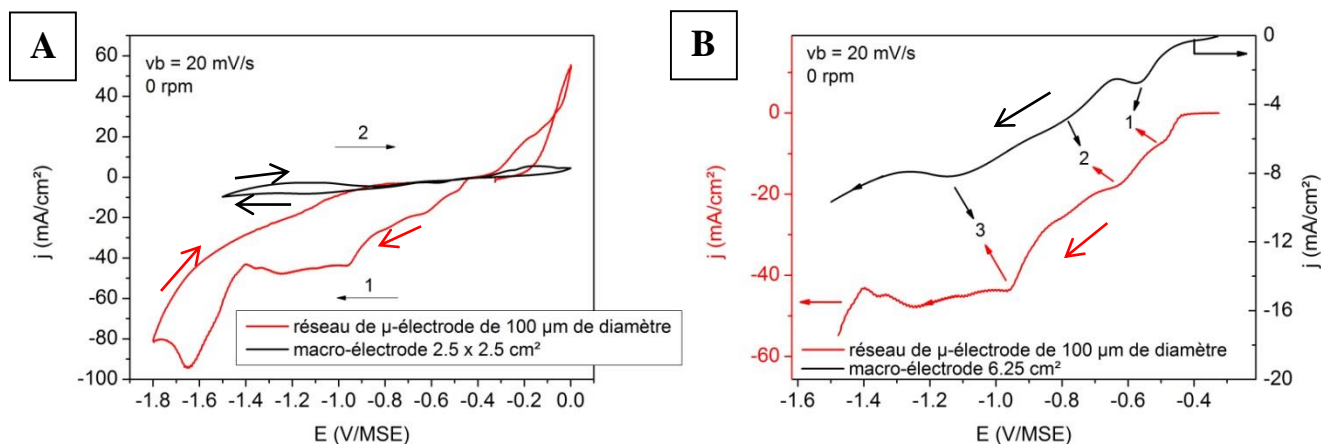 A
vb = 20 mV/s
0 rpm
60
40
20
0
-20
-40
-60
-80
-100
j (mA/cm²)
2
1
réseau de µ-électrode de 100 µm de diamètre
macro-électrode 2.5 x 2.5 cm²
-1.8 -1.6 -1.4 -1.2 -1.0 -0.8 -0.6 -0.4 -0.2 0.0
E (V/MSE)
B
vb = 20 mV/s
0 rpm
0
-20
-40
-60
j (mA/cm²)
1
2
3
0
-4
-8
-12
-16
20
j (mA/cm²)
réseau de µ-électrode de 100 µm de diamètre
macro-électrode 6.25 cm²
-1.6 -1.4 -1.2 -1.0 -0.8 -0.6 -0.4
E (V/MSE)